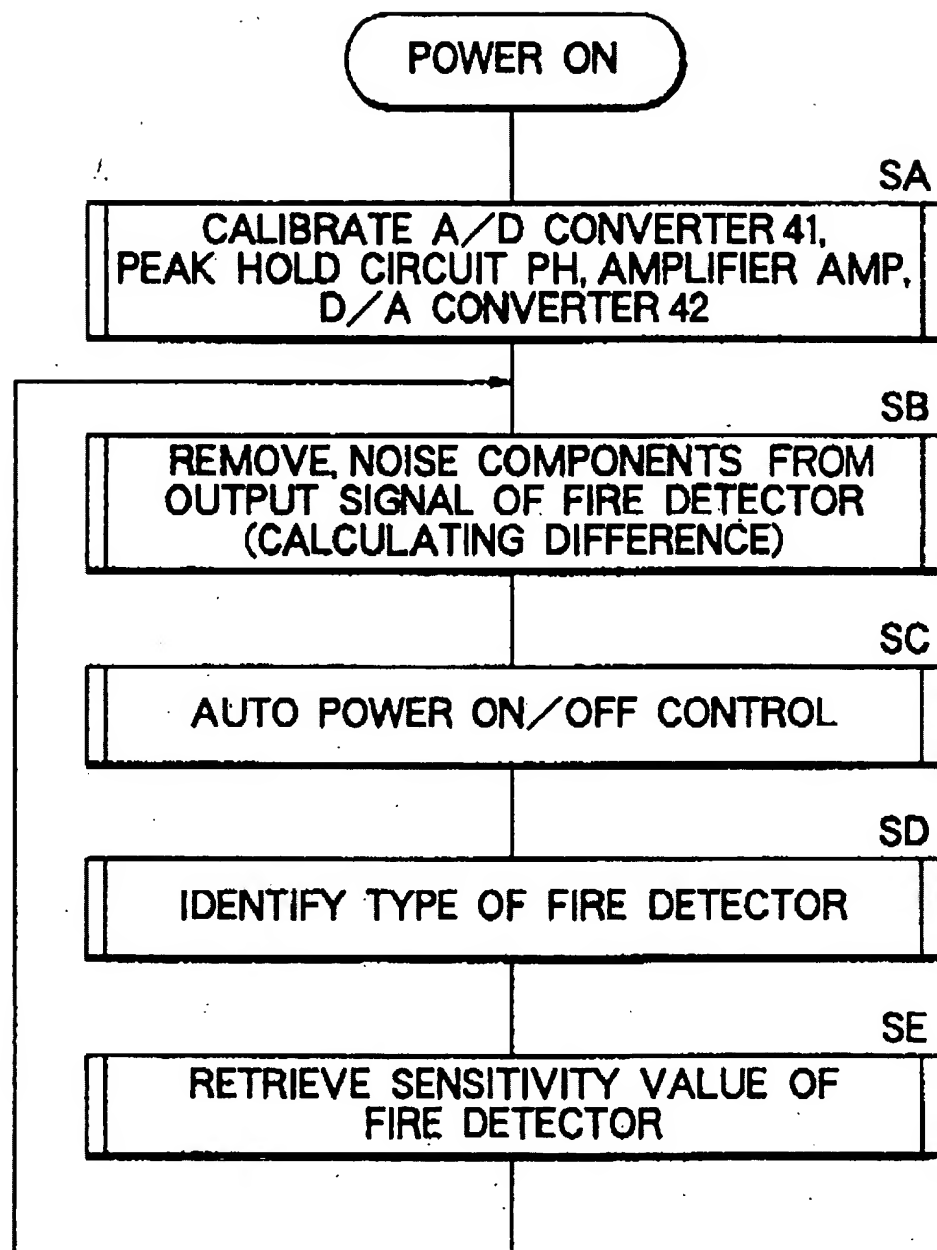 POWER ON
SA
CALIBRATE A/D CONVERTER 41,
PEAK HOLD CIRCUIT PH, AMPLIFIER AMP,
D/A CONVERTER 42
SB
REMOVE, NOISE COMPONENTS FROM
OUTPUT SIGNAL OF FIRE DETECTOR
(CALCULATING DIFFERENCE)
SC
AUTO POWER ON/OFF CONTROL
SD
IDENTIFY TYPE OF FIRE DETECTOR
SE
RETRIEVE SENSITIVITY VALUE OF
FIRE DETECTOR